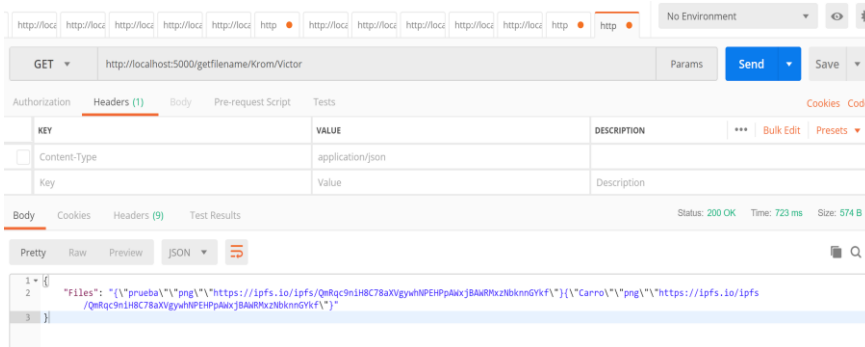 http://loca http://loca http://loca http://loca http://loca http http://loca http://loca http://loca http://loca http://loca http http No Environment
GET http://localhost:5000/getfilename/Krom/Victor Params Send Save
Authorization Headers (1) Body Pre-request Script Tests Cookies Cod
KEY VALUE DESCRIPTION ••• Bulk Edit Presets
Content-Type application/json
Key Value Description
Body Cookies Headers (9) Test Results Status: 200 OK Time: 723 ms Size: 574 B
Pretty Raw Preview JSON
1 {
2 "Files": "{\"prueba\"\"png\"\"https://ipfs.io/ipfs/QmRqc9niH8C78aXVgywhNPEHPpAWxjBAWRMxzNbknnGYkf\"}{\"Carro\"\"png\"\"https://ipfs.io/ipfs
/QmRqc9niH8C78aXVgywhNPEHPpAWxjBAWRMxzNbknnGYkf\"}"
3 }